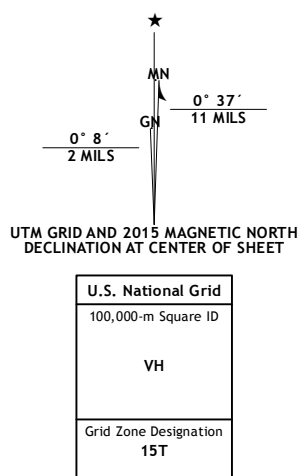 MN
0° 37´
11 MILS
GN
0° 8´
2 MILS
UTM GRID AND 2015 MAGNETIC NORTH
DECLINATION AT CENTER OF SHEET
U.S. National Grid
100,000-m Square ID
VH
Grid Zone Designation
15T